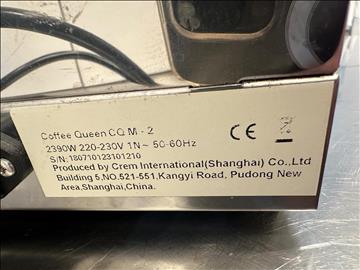 Coffee Queen CQ M - 2
2390W 220-230V 1N~ 50-60Hz
S/N:180710123101210
Produced by Crem International(Shanghai) Co.,Ltd
Building 5,NO.521-551,Kangyi Road, Pudong New
Area,Shanghai,China.
CE